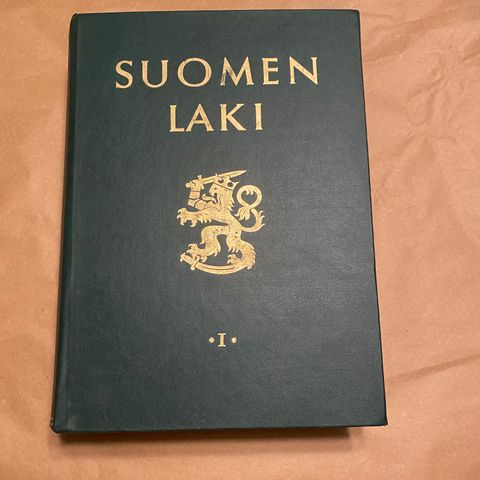 SUOMEN
LAKI
• I •